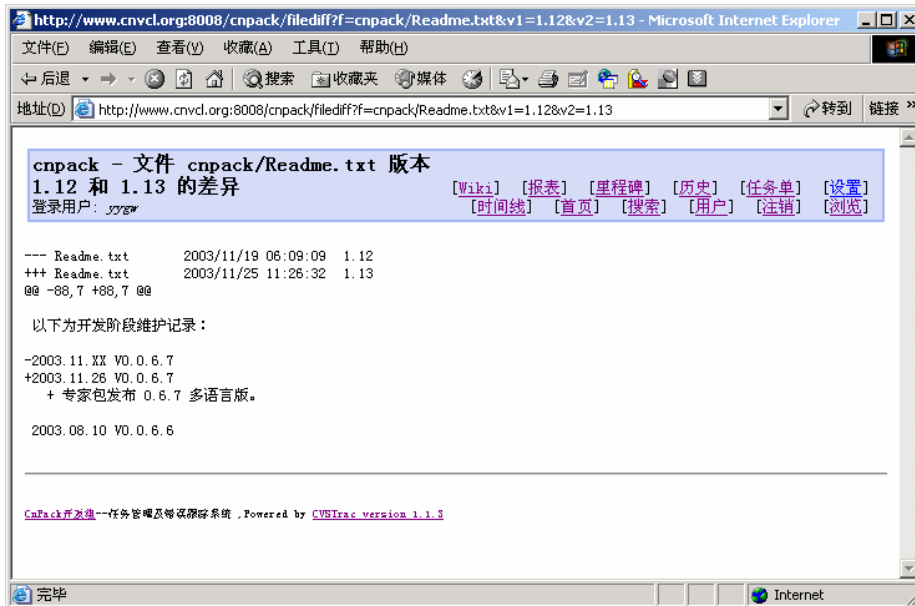 http://www.cnvcl.org:8008/cnpack/filediff?f=cnpack/Readme.txt&v1=1.12&v2=1.13 - Microsoft Internet Explorer
文件(F) 编辑(E) 查看(V) 收藏(A) 工具(T) 帮助(H)
后退 搜索 收藏夹 媒体
地址(D) http://www.cnvcl.org:8008/cnpack/filediff?f=cnpack/Readme.txt&v1=1.12&v2=1.13 转到 链接 »
cnpack - 文件 cnpack/Readme.txt 版本
1.12 和 1.13 的差异
登录用户: yygw
[Wiki] [报表] [里程碑] [历史] [任务单] [设置]
[时间线] [首页] [搜索] [用户] [注销] [浏览]
--- Readme.txt 2003/11/19 06:09:09 1.12
+++ Readme.txt 2003/11/25 11:26:32 1.13
@@ -88,7 +88,7 @@
以下为开发阶段维护记录：
-2003.11.XX V0.0.6.7
+2003.11.26 V0.0.6.7
+ 专家包发布 0.6.7 多语言版。
2003.08.10 V0.0.6.6
CnPack开发组--任务管理及错误跟踪系统 , Powered by CVSTrac version 1.1.3
完毕 Internet